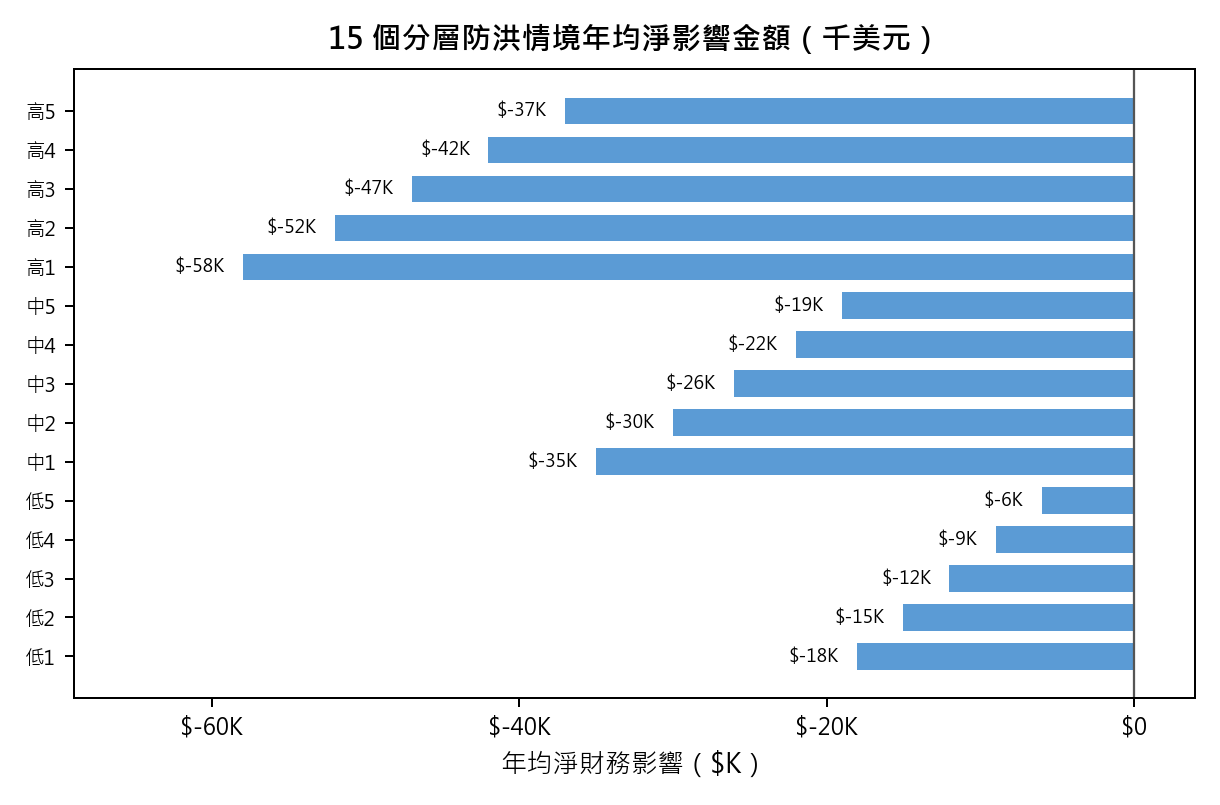 15 個分層防洪情境年均淨影響金額（千美元）
高5 $-37K
高4 $-42K
高3 $-47K
高2 $-52K
高1 $-58K
中5 $-19K
中4 $-22K
中3 $-26K
中2 $-30K
中1 $-35K
低5 $-6K
低4 $-9K
低3 $-12K
低2 $-15K
低1 $-18K
$-60K $-40K $-20K $0
年均淨財務影響（$K）